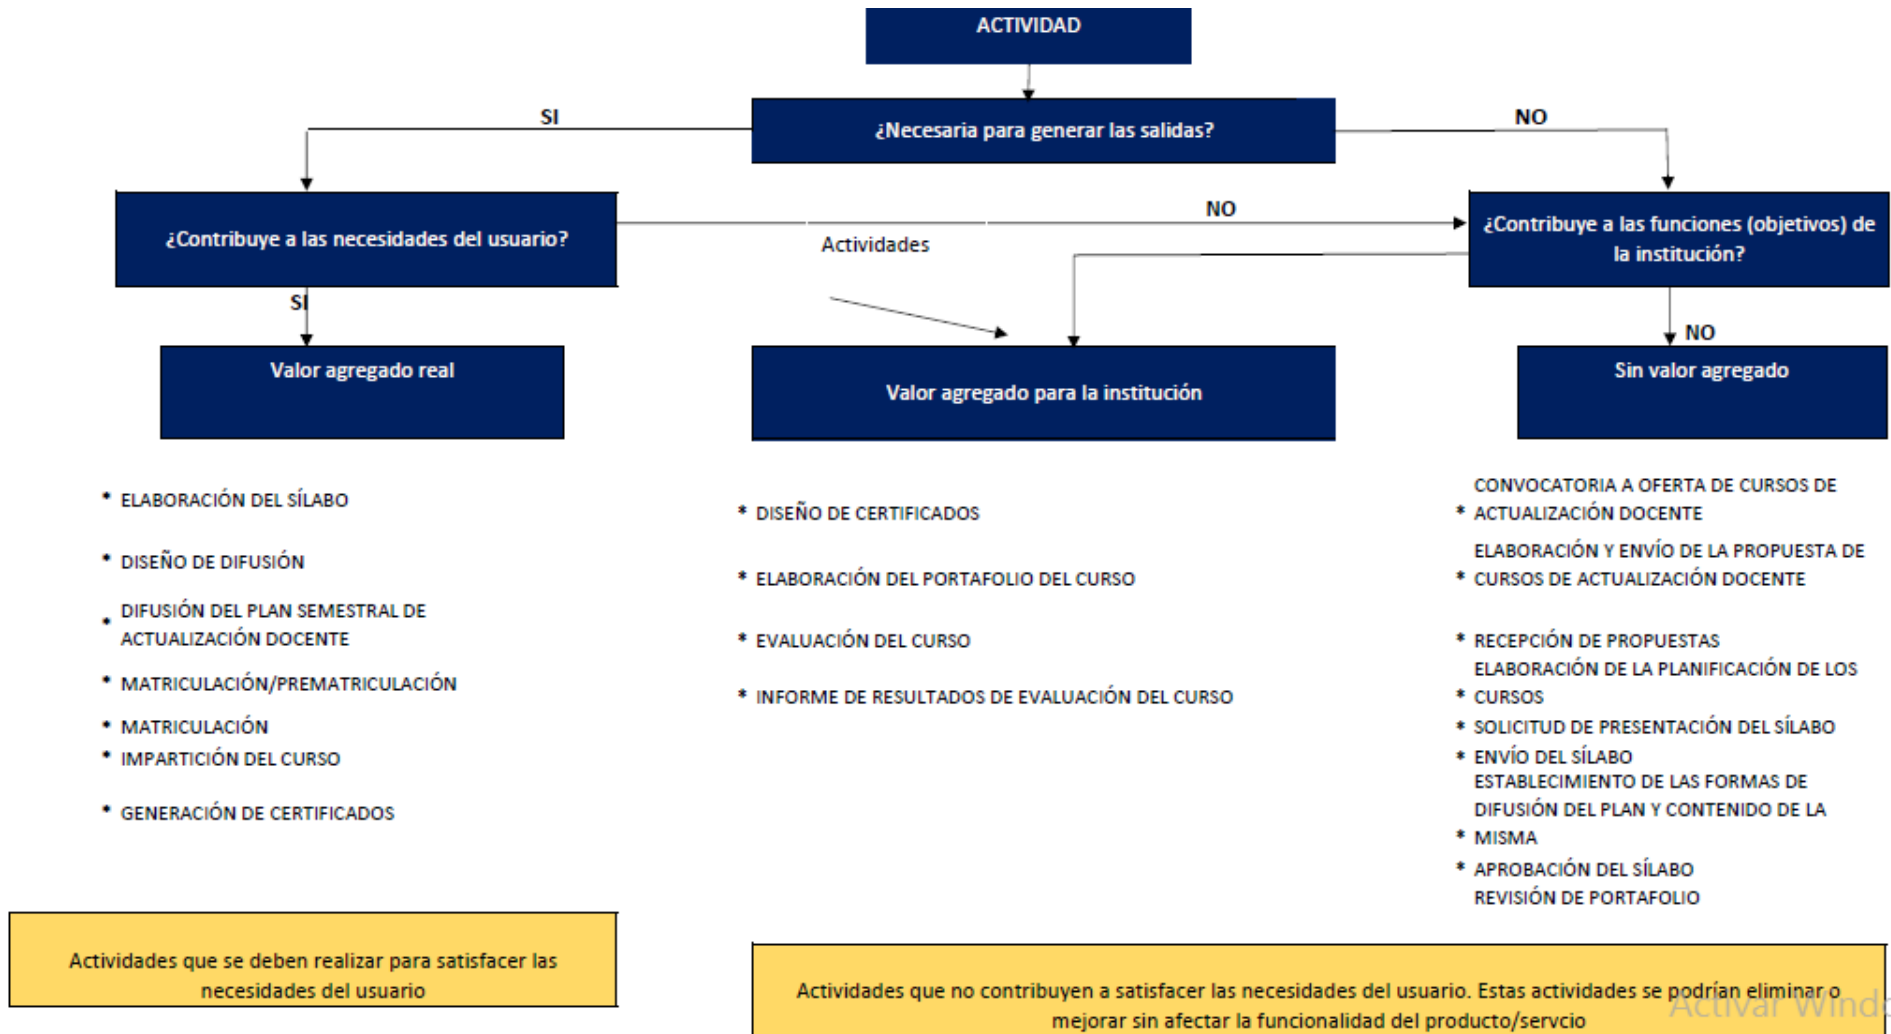 ACTIVIDAD
SI
¿Necesaria para generar las salidas?
NO
¿Contribuye a las necesidades del usuario?
NO
¿Contribuye a las funciones (objetivos) de
la institución?
Actividades
SI
NO
Valor agregado real
Valor agregado para la institución
Sin valor agregado
* ELABORACIÓN DEL SÍLABO
* DISEÑO DE DIFUSIÓN
DIFUSIÓN DEL PLAN SEMESTRAL DE
* ACTUALIZACIÓN DOCENTE
* MATRICULACIÓN/PREMATRICULACIÓN
* MATRICULACIÓN
* IMPARTICIÓN DEL CURSO
* GENERACIÓN DE CERTIFICADOS
* DISEÑO DE CERTIFICADOS
* ELABORACIÓN DEL PORTAFOLIO DEL CURSO
* EVALUACIÓN DEL CURSO
* INFORME DE RESULTADOS DE EVALUACIÓN DEL CURSO
CONVOCATORIA A OFERTA DE CURSOS DE
* ACTUALIZACIÓN DOCENTE
ELABORACIÓN Y ENVÍO DE LA PROPUESTA DE
* CURSOS DE ACTUALIZACIÓN DOCENTE
* RECEPCIÓN DE PROPUESTAS
ELABORACIÓN DE LA PLANIFICACIÓN DE LOS
* CURSOS
* SOLICITUD DE PRESENTACIÓN DEL SÍLABO
* ENVÍO DEL SÍLABO
ESTABLECIMIENTO DE LAS FORMAS DE
DIFUSIÓN DEL PLAN Y CONTENIDO DE LA
* MISMA
* APROBACIÓN DEL SÍLABO
REVISIÓN DE PORTAFOLIO
Actividades que se deben realizar para satisfacer las
necesidades del usuario
Actividades que no contribuyen a satisfacer las necesidades del usuario. Estas actividades se podrían eliminar o
mejorar sin afectar la funcionalidad del producto/servcio
Activar Windo